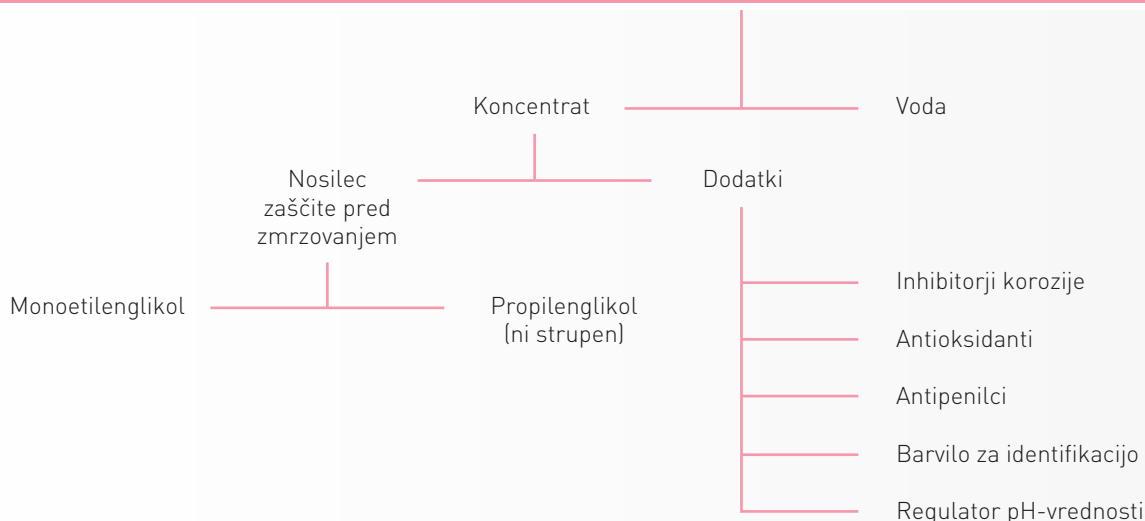 Koncentrat
Voda
Nosilec
zaščite pred
zmrzovanjem
Dodatki
Monoetilenglikol
Propilenglikol
(ni strupen)
Inhibitorji korozije
Antioksidanti
Antipenilci
Barvilo za identifikacijo
Regulator pH-vrednosti